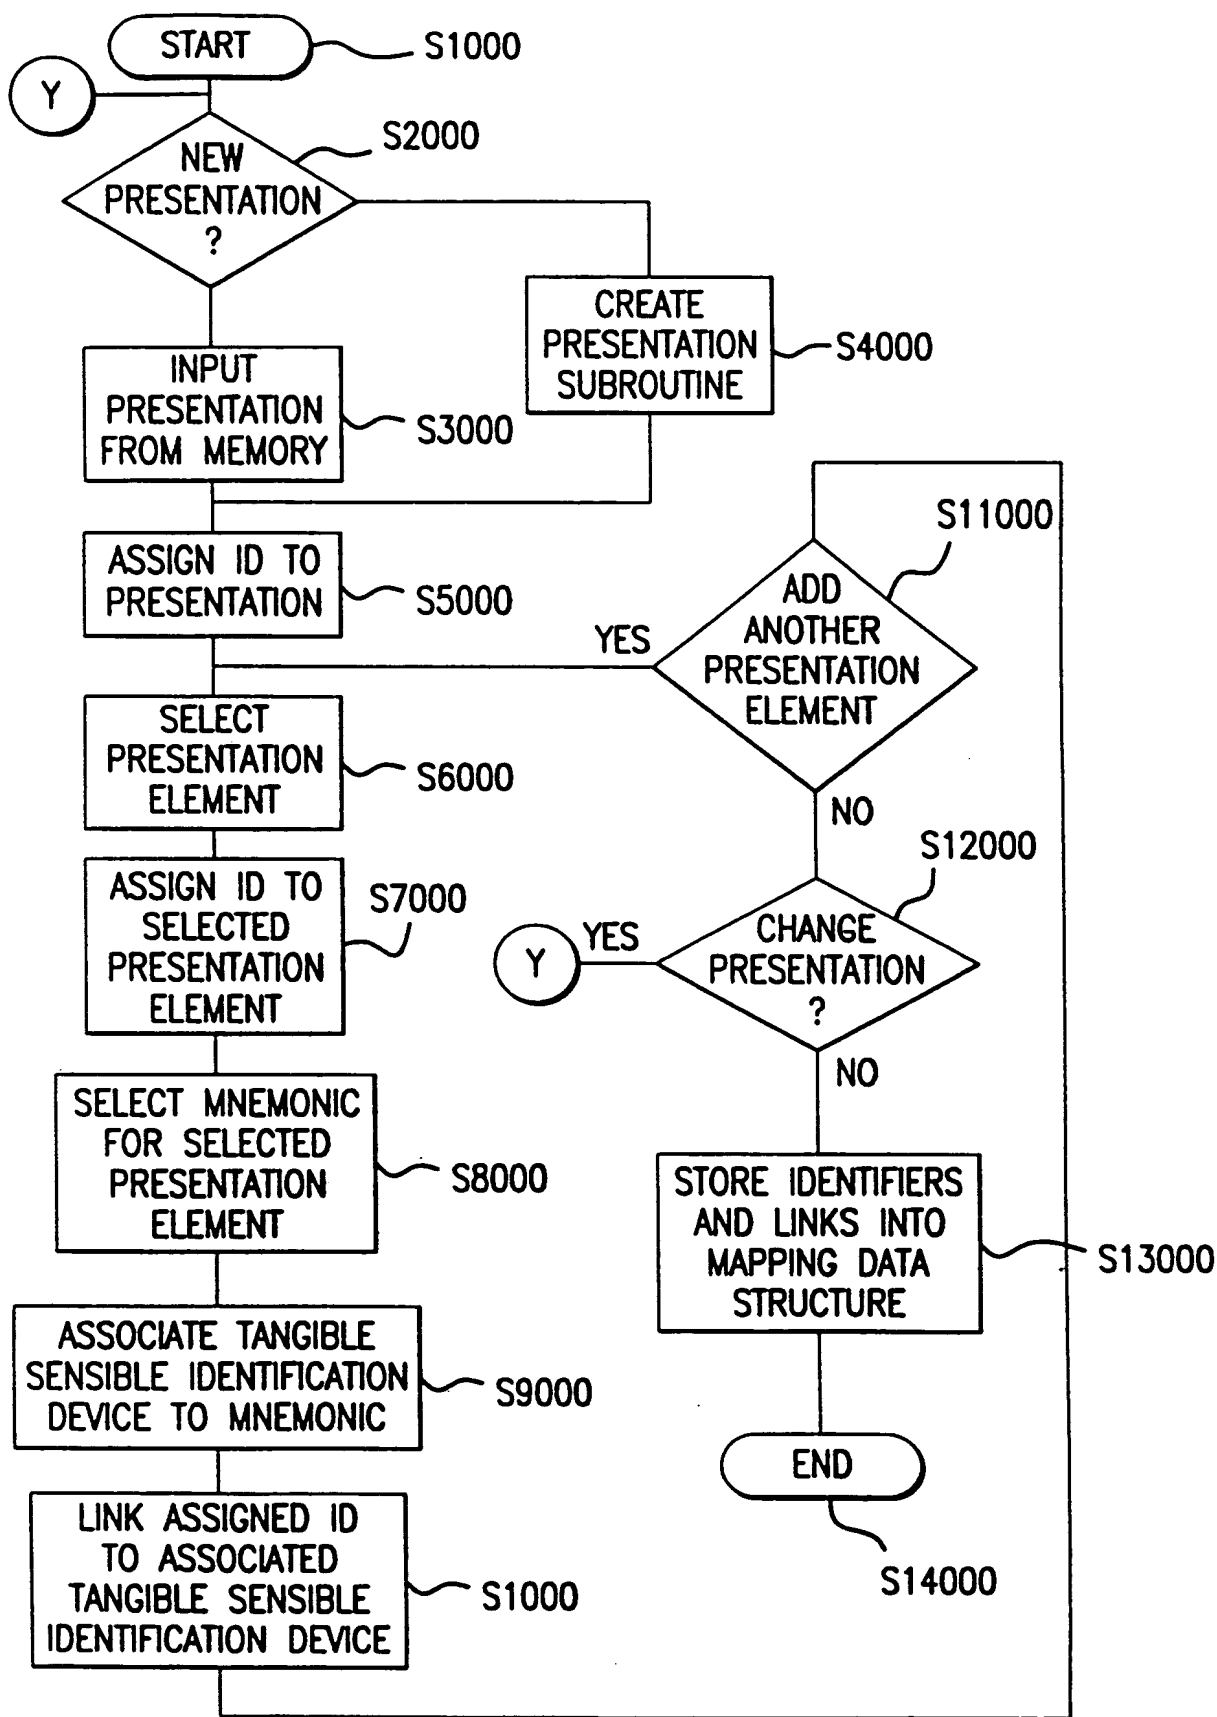 START
S1000
Y
S2000
NEW
PRESENTATION
?
CREATE
PRESENTATION
SUBROUTINE
S4000
INPUT
PRESENTATION
FROM MEMORY
S3000
ASSIGN ID TO
PRESENTATION
S5000
SELECT
PRESENTATION
ELEMENT
S6000
ASSIGN ID TO
SELECTED
PRESENTATION
ELEMENT
S7000
SELECT MNEMONIC
FOR SELECTED
PRESENTATION
ELEMENT
S8000
ASSOCIATE TANGIBLE
SENSIBLE IDENTIFICATION
DEVICE TO MNEMONIC
S9000
LINK ASSIGNED ID
TO ASSOCIATED
TANGIBLE SENSIBLE
IDENTIFICATION DEVICE
S1000
S11000
ADD
ANOTHER
PRESENTATION
ELEMENT
YES
NO
S12000
CHANGE
PRESENTATION
?
YES
Y
NO
STORE IDENTIFIERS
AND LINKS INTO
MAPPING DATA
STRUCTURE
S13000
END
S14000